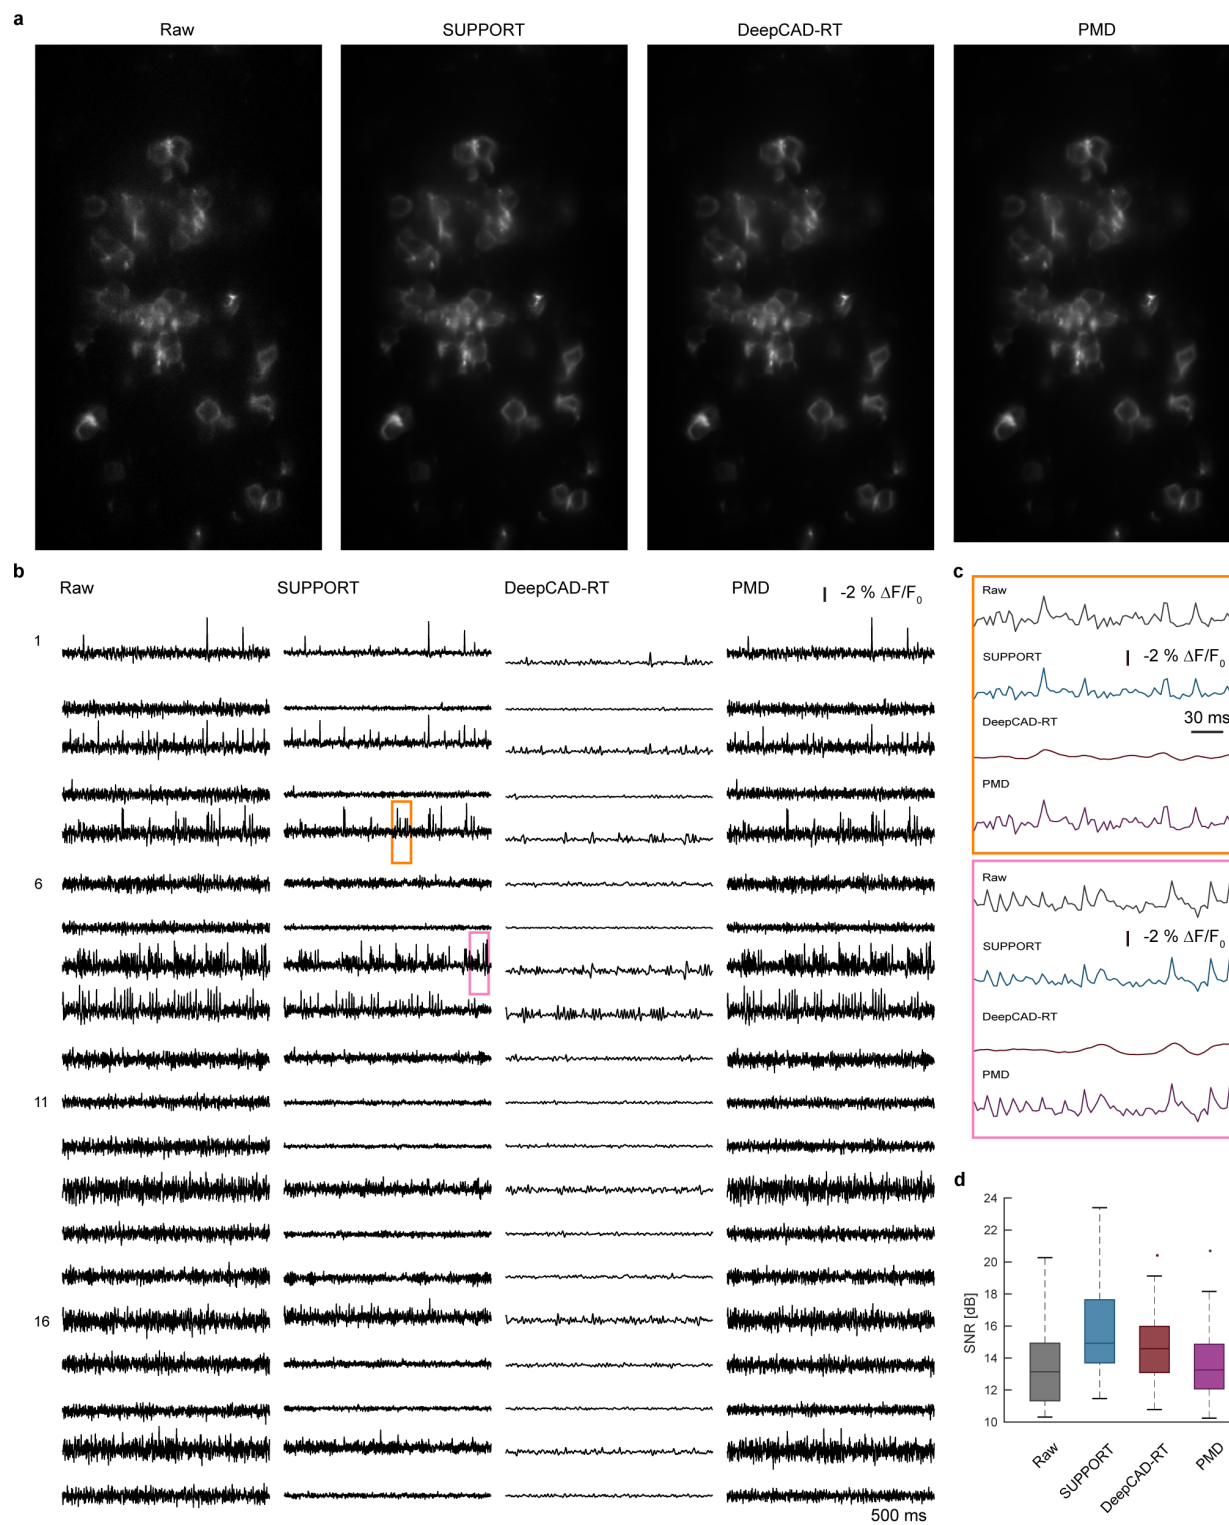 a
Raw
SUPPORT
DeepCAD-RT
PMD
b
Raw
SUPPORT
DeepCAD-RT
PMD
-2 % ΔF/F0
1
6
11
16
500 ms
c
Raw
SUPPORT
-2 % ΔF/F0
30 ms
DeepCAD-RT
PMD
Raw
-2 % ΔF/F0
SUPPORT
DeepCAD-RT
PMD
d
24
22
20
18
16
14
12
10
SNR [dB]
Raw
SUPPORT
DeepCAD-RT
PMD